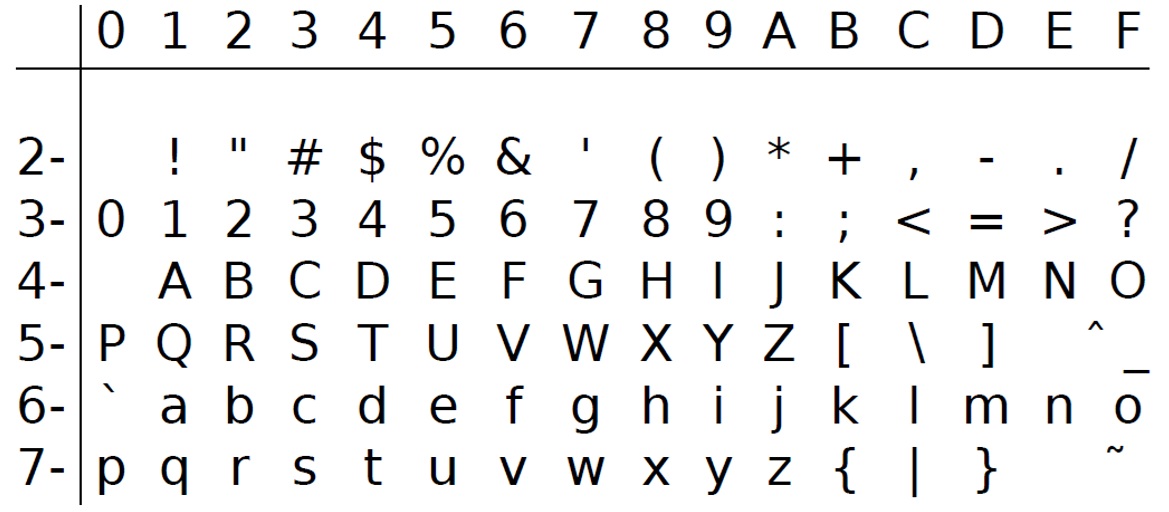 0 1 2 3 4 5 6 7 8 9 A B C D E F
2- ! " # $ % & ' ( ) * + , - . /
3- 0 1 2 3 4 5 6 7 8 9 : ; < = > ?
4- A B C D E F G H I J K L M N O
5- P Q R S T U V W X Y Z [ \ ] ˆ _
6- ` a b c d e f g h i j k l m n o
7- p q r s t u v w x y z { | } ˜